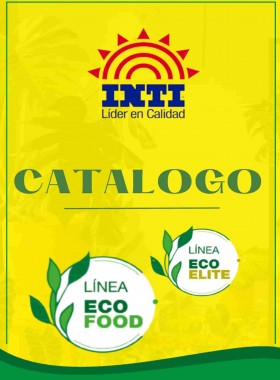 INTI
Líder en Calidad
CATALOGO
LÍNEA
ECO
ELITE
LÍNEA
ECO
FOOD